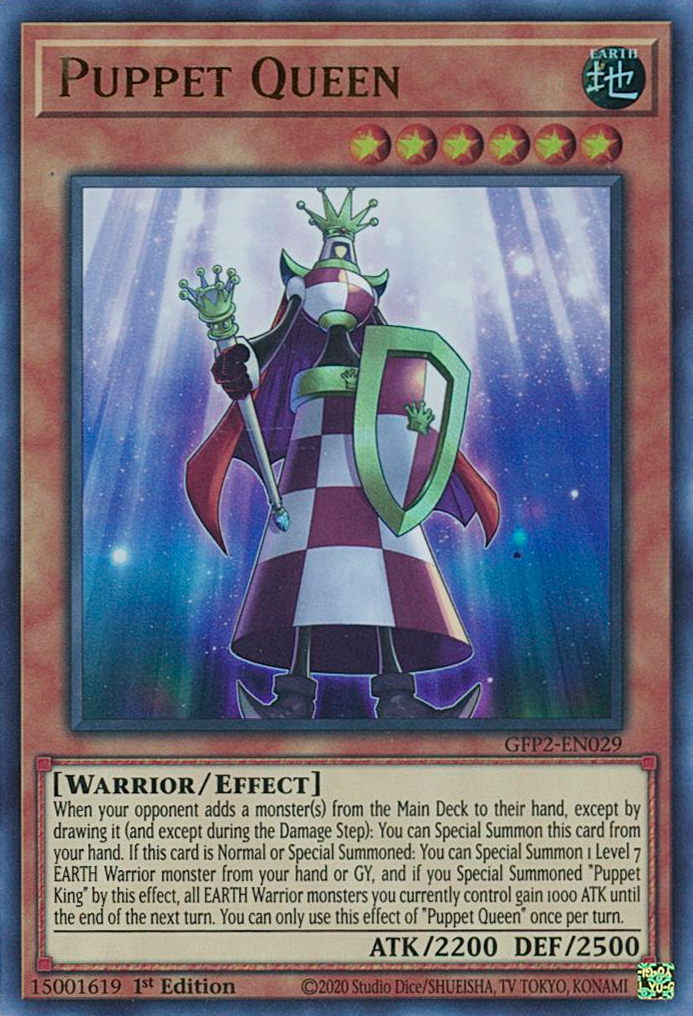 PUPPET QUEEN
EARTH
地
GFP2-EN029
[WARRIOR/EFFECT]
When your opponent adds a monster(s) from the Main Deck to their hand, except by
drawing it (and except during the Damage Step): You can Special Summon this card from
your hand. If this card is Normal or Special Summoned: You can Special Summon 1 Level 7
EARTH Warrior monster from your hand or GY, and if you Special Summoned "Puppet
King" by this effect, all EARTH Warrior monsters you currently control gain 1000 ATK until
the end of the next turn. You can only use this effect of "Puppet Queen" once per turn.
ATK/2200 DEF/2500
15001619 1st Edition ©2020 Studio Dice/SHUEISHA, TV TOKYO, KONAMI